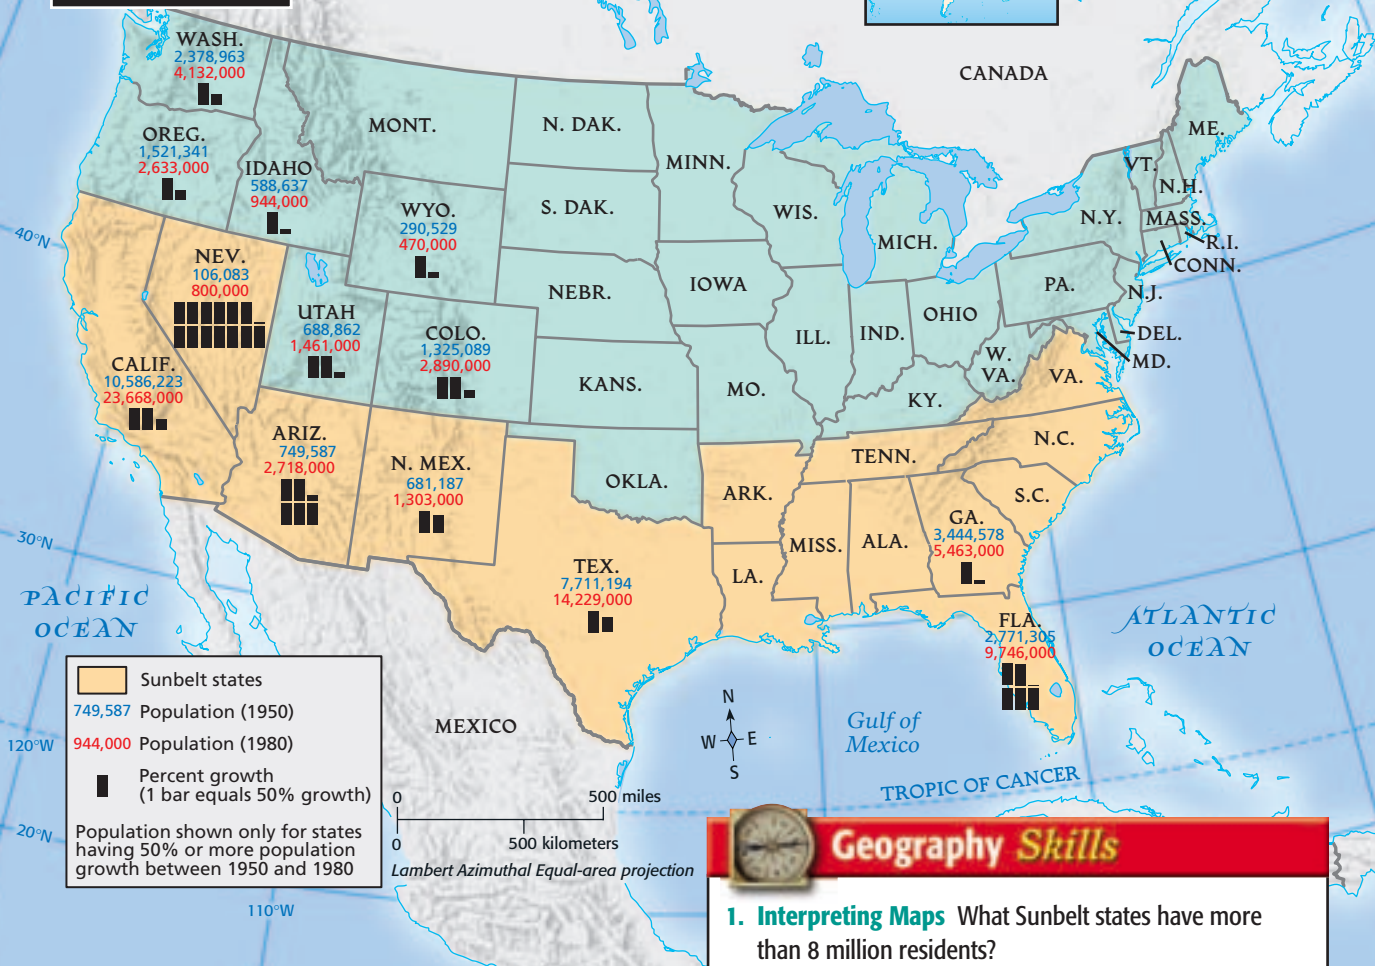 WASH.
2,378,963
4,132,000
OREG.
1,521,341
2,633,000
IDAHO
588,637
944,000
MONT.
WYO.
290,529
470,000
N. DAK.
S. DAK.
NEBR.
KANS.
MINN.
IOWA
MO.
WIS.
ILL.
MICH.
IND.
OHIO
KY.
W.
VA.
PA.
N.Y.
VT.
N.H.
ME.
MASS.
R.I.
CONN.
N.J.
DEL.
MD.
VA.
CANADA
40°N
NEV.
106,083
800,000
UTAH
688,862
1,461,000
COLO.
1,325,089
2,890,000
CALIF.
10,586,223
23,668,000
ARIZ.
749,587
2,718,000
N. MEX.
681,187
1,303,000
OKLA.
ARK.
TENN.
N.C.
S.C.
GA.
3,444,578
5,463,000
MISS.
ALA.
LA.
TEX.
7,711,194
14,229,000
FLA.
2,771,305
9,746,000
30°N
PACIFIC
OCEAN
ATLANTIC
OCEAN
MEXICO
Gulf of
Mexico
TROPIC OF CANCER
N
W E
S
120°W
20°N
110°W
Sunbelt states
749,587 Population (1950)
944,000 Population (1980)
Percent growth
(1 bar equals 50% growth)
Population shown only for states
having 50% or more population
growth between 1950 and 1980
0 500 miles
0 500 kilometers
Lambert Azimuthal Equal-area projection
Geography Skills
1. Interpreting Maps What Sunbelt states have more
than 8 million residents?